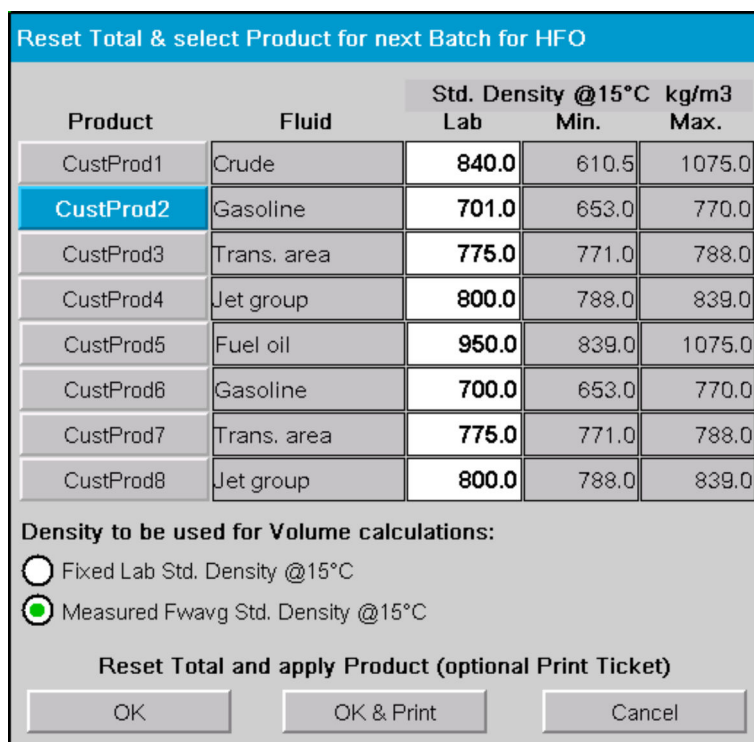 Reset Total & select Product for next Batch for HFO
Std. Density @15°C kg/m3
Product Fluid Lab Min. Max.
CustProd1 Crude 840.0 610.5 1075.0
CustProd2 Gasoline 701.0 653.0 770.0
CustProd3 Trans. area 775.0 771.0 788.0
CustProd4 Jet group 800.0 788.0 839.0
CustProd5 Fuel oil 950.0 839.0 1075.0
CustProd6 Gasoline 700.0 653.0 770.0
CustProd7 Trans. area 775.0 771.0 788.0
CustProd8 Jet group 800.0 788.0 839.0
Density to be used for Volume calculations:
Fixed Lab Std. Density @15°C
Measured Fwavg Std. Density @15°C
Reset Total and apply Product (optional Print Ticket)
OK OK & Print Cancel